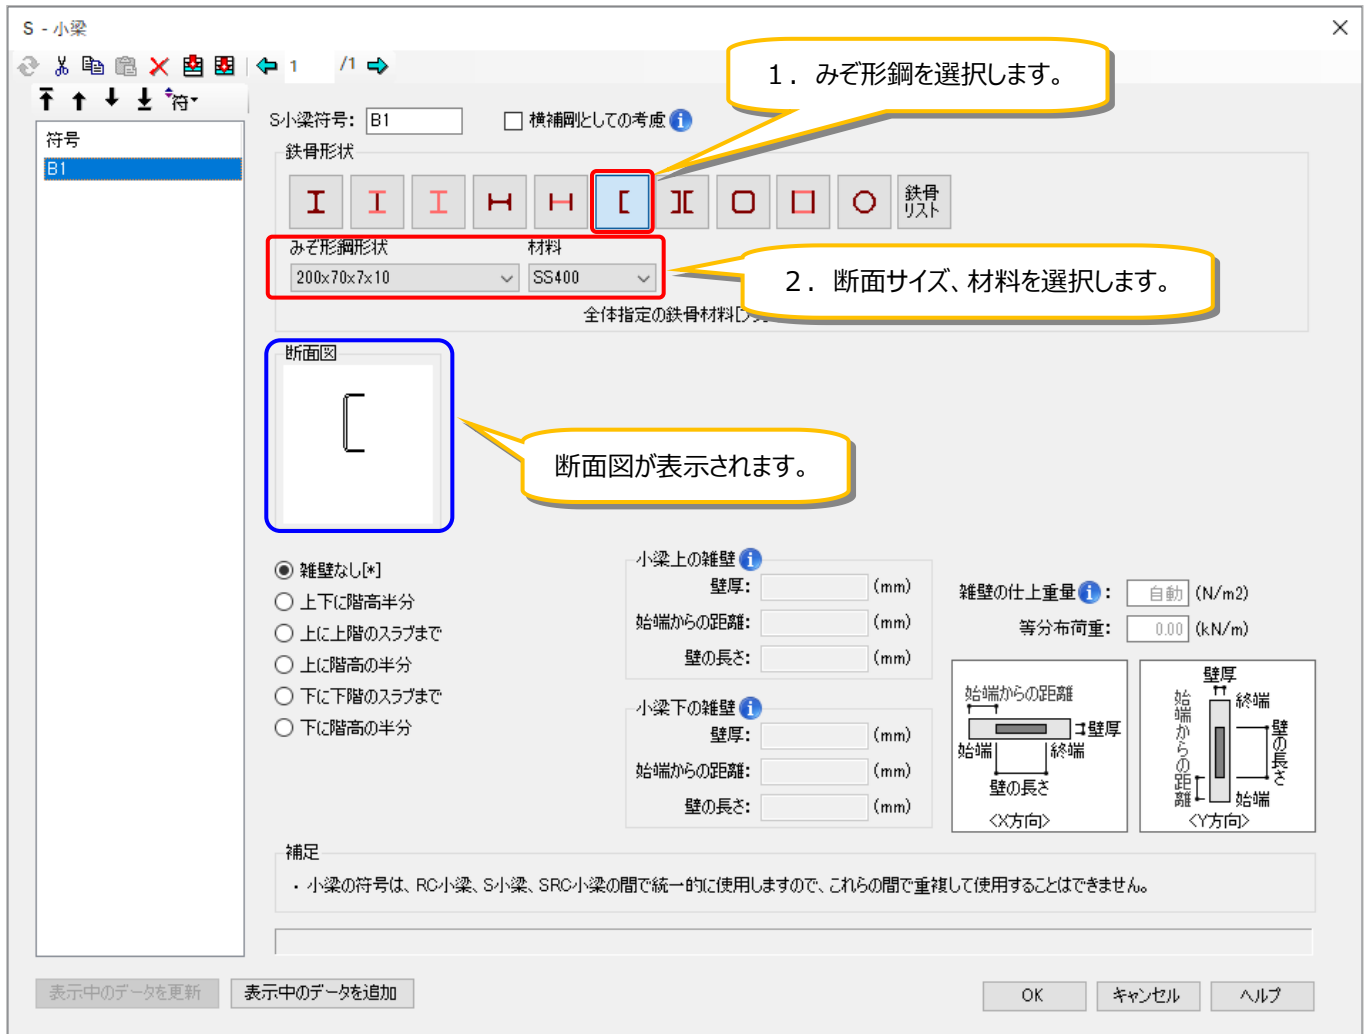 S - 小梁
1 /1
符
符号
B1
S小梁符号: B1
横補剛としての考慮
1. みぞ形鋼を選択します。
鉄骨形状
鉄骨
リスト
みぞ形鋼形状 材料
200x70x7x10 SS400
2. 断面サイズ、材料を選択します。
全体指定の鉄骨材料
断面図
断面図が表示されます。
雑壁なし[*]
上下に階高半分
上に上階のスラブまで
上に階高の半分
下に下階のスラブまで
下に階高の半分
小梁上の雑壁
壁厚: (mm)
始端からの距離: (mm)
壁の長さ: (mm)
小梁下の雑壁
壁厚: (mm)
始端からの距離: (mm)
壁の長さ: (mm)
雑壁の仕上重量: 自動 (N/m2)
等分布荷重: 0.00 (kN/m)
始端からの距離
壁厚
始端 終端
壁の長さ
<X方向>
壁厚
始端からの距離
終端
壁の長さ
始端
<Y方向>
補足
・小梁の符号は、RC小梁、S小梁、SRC小梁の間で統一的に使用しますので、これらの間で重複して使用することはできません。
表示中のデータを更新 表示中のデータを追加 OK キャンセル ヘルプ